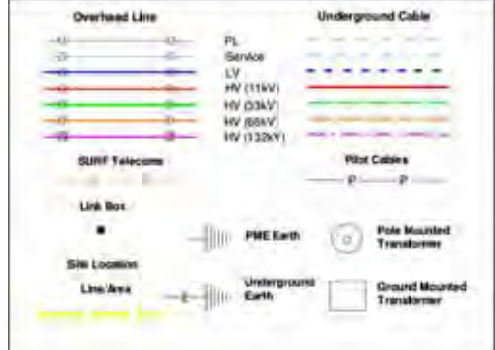 Overhead Line Underground Cable
PL
Service
LV
HV (11kV)
HV (33kV)
HV (66kV)
HV (132kV)
SURF Telecoms Pilot Cables
P P
Link Box
PME Earth
Pole Mounted
Transformer
Site Location
Line/Area
Underground
Earth
Ground Mounted
Transformer